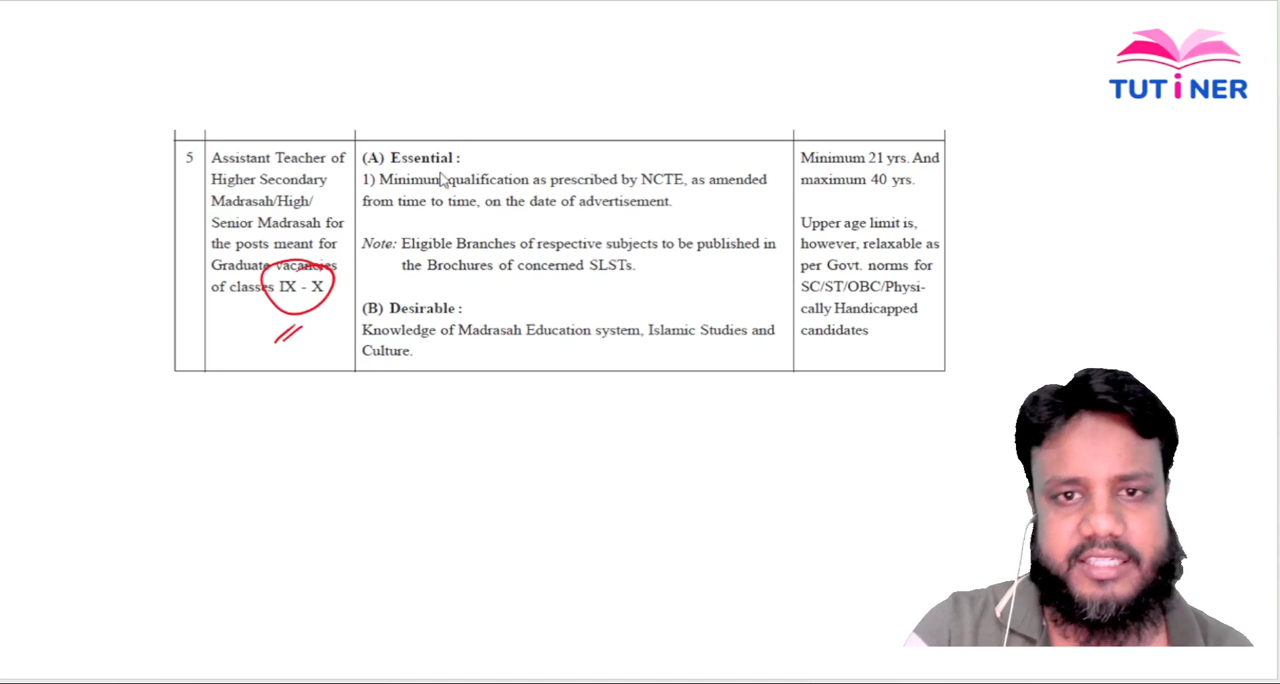 TUTiNER
5
Assistant Teacher of
Higher Secondary
Madrasah/High/
Senior Madrasah for
the posts meant for
Graduate vacancies
of classes IX - X
(A) Essential :
1) Minimum qualification as prescribed by NCTE, as amended
from time to time, on the date of advertisement.
Note: Eligible Branches of respective subjects to be published in
the Brochures of concerned SLSTs.
(B) Desirable :
Knowledge of Madrasah Education system, Islamic Studies and
Culture.
Minimum 21 yrs. And
maximum 40 yrs.
Upper age limit is,
however, relaxable as
per Govt. norms for
SC/ST/OBC/Physi-
cally Handicapped
candidates